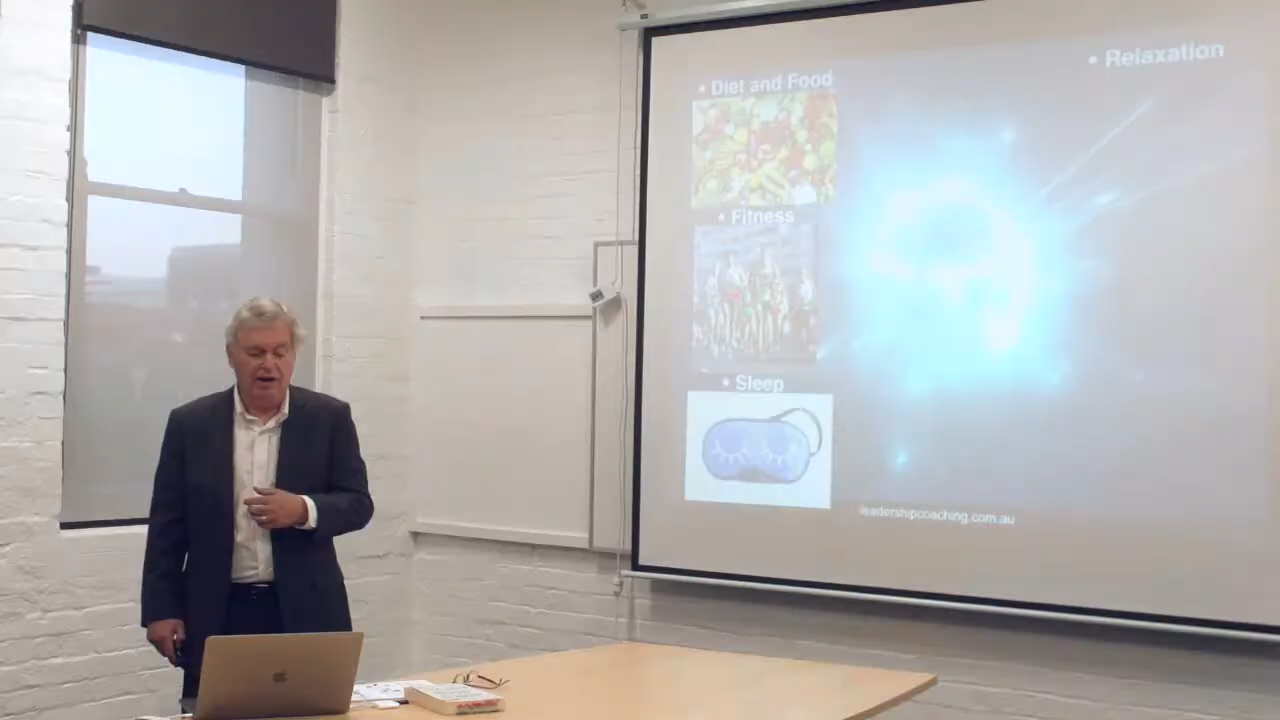 • Diet and Food
• Fitness
• Sleep
• Relaxation
leadershipcoaching.com.au